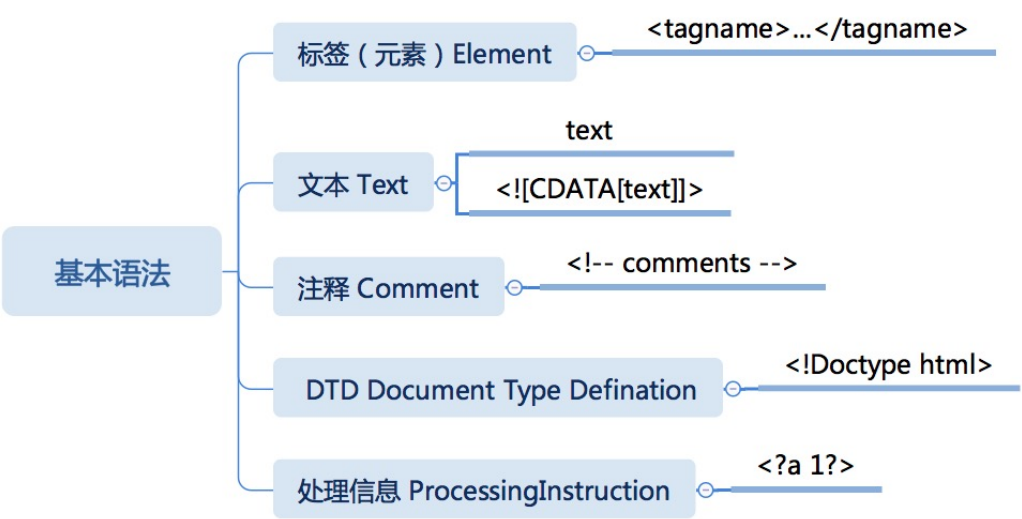 <tagname>...</tagname>
标签（元素）Element
text
文本 Text
<![CDATA[text]]>
<!-- comments -->
基本语法
注释 Comment
<!Doctype html>
DTD Document Type Defination
<?a 1?>
处理信息 ProcessingInstruction